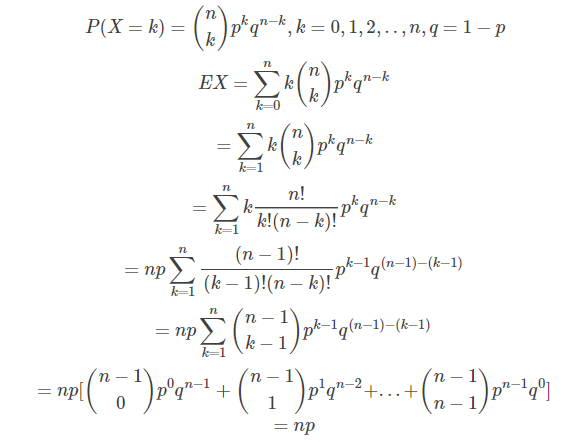 $P(X = k) = \binom{n}{k} p^k q^{n-k}, k = 0, 1, 2, .., n, q = 1 - p$
$EX = \sum_{k=0}^{n} k \binom{n}{k} p^k q^{n-k}$
$= \sum_{k=1}^{n} k \binom{n}{k} p^k q^{n-k}$
$= \sum_{k=1}^{n} k \frac{n!}{k!(n-k)!} p^k q^{n-k}$
$= np \sum_{k=1}^{n} \frac{(n-1)!}{(k-1)!(n-k)!} p^{k-1} q^{(n-1)-(k-1)}$
$= np \sum_{k=1}^{n} \binom{n-1}{k-1} p^{k-1} q^{(n-1)-(k-1)}$
$= np[\binom{n-1}{0} p^0 q^{n-1} + \binom{n-1}{1} p^1 q^{n-2} + \ldots + \binom{n-1}{n-1} p^{n-1} q^0]$
$= np$